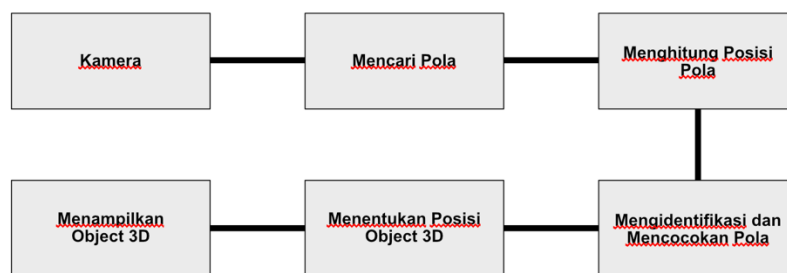 Kamera
Mencari Pola
Menghitung Posisi
Pola
Menampilkan
Object 3D
Menentukan Posisi
Object 3D
Mengidentifikasi dan
Mencocokan Pola